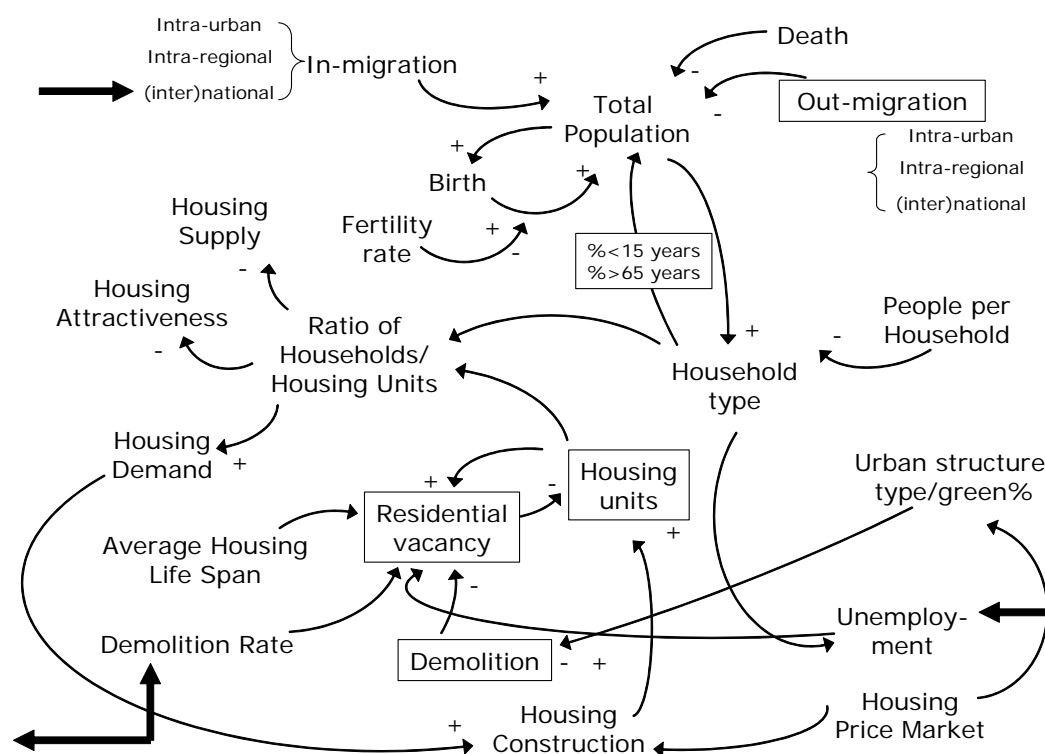 Intra-urban
Intra-regional
(inter)national
In-migration
+
Death
-
Out-migration
-
Intra-urban
Intra-regional
(inter)national
Total
Population
+
Birth
+
Fertility
rate
+
-
%<15 years
%>65 years
Housing
Supply
-
Housing
Attractiveness
-
Ratio of
Households/
Housing Units
+
Household
type
-
People per
Household
Housing
Demand
+
+
Residential
vacancy
-
Housing
units
+
Urban structure
type/green%
Average Housing
Life Span
-
Demolition Rate
Demolition
- +
Unemploy-
ment
+
Housing
Construction
Housing
Price Market